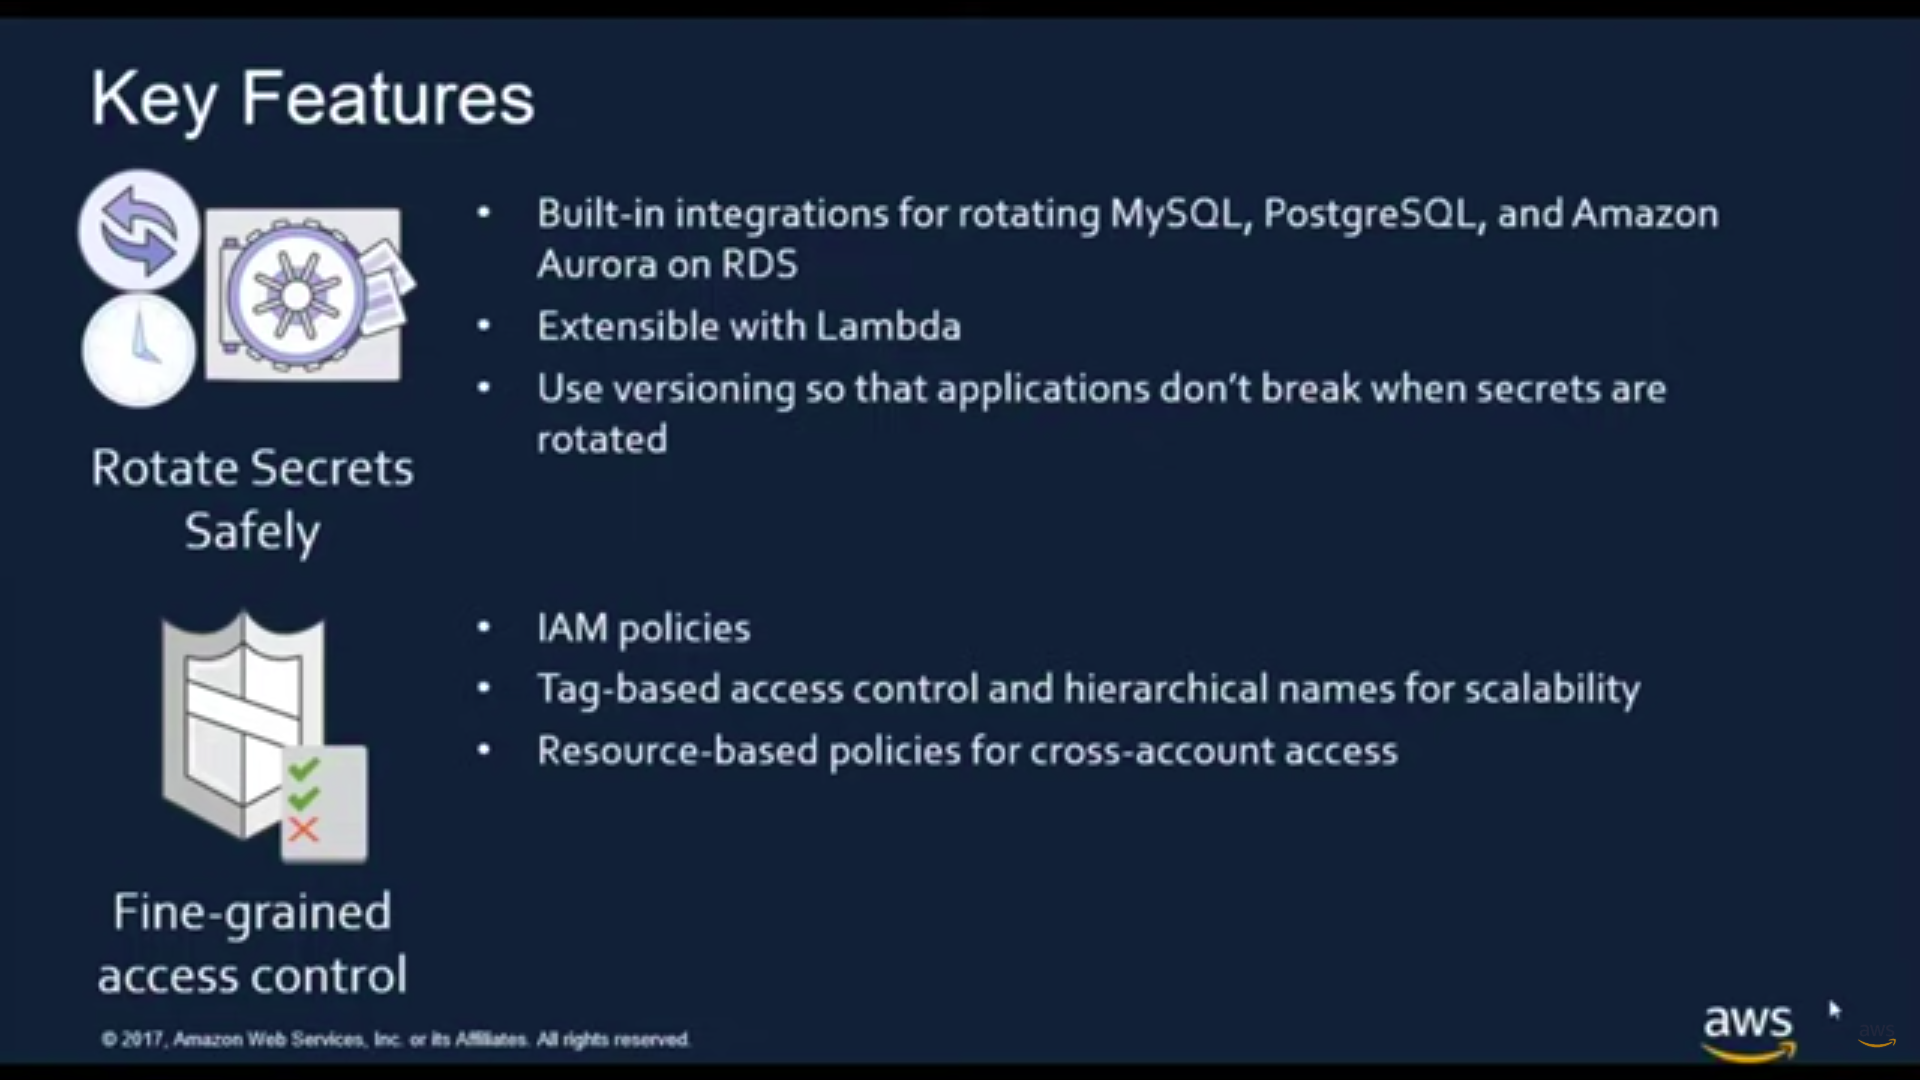 Key Features
Built-in integrations for rotating MySQL, PostgreSQL, and Amazon
Aurora on RDS
Extensible with Lambda
Use versioning so that applications don’t break when secrets are
rotated
Rotate Secrets
Safely
IAM policies
Tag-based access control and hierarchical names for scalability
Resource-based policies for cross-account access
Fine-grained
access control
© 2017, Amazon Web Services, Inc. or its Affiliates. All rights reserved.
aws
aws